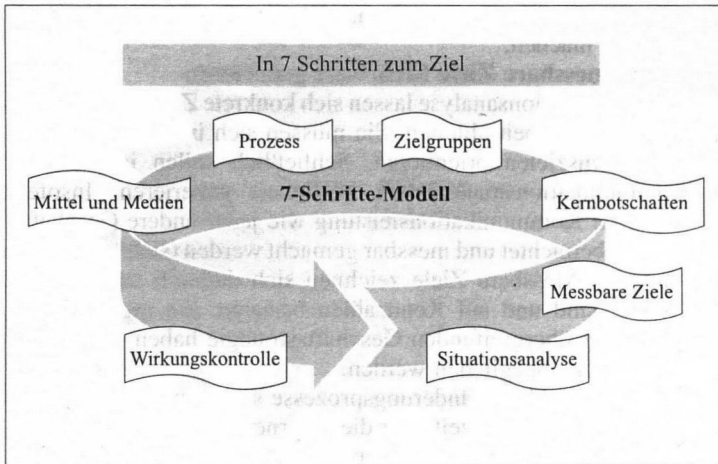 In 7 Schritten zum Ziel
Prozess
Zielgruppen
Mittel und Medien
7-Schritte-Modell
Kernbotschaften
Messbare Ziele
Wirkungskontrolle
Situationsanalyse